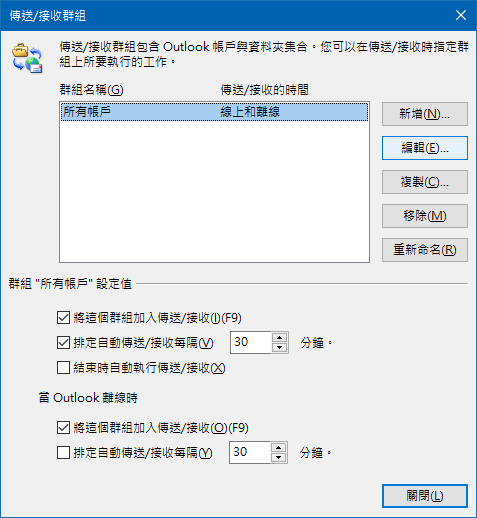 傳送/接收群組
傳送/接收群組包含 Outlook 帳戶與資料夾集合。您可以在傳送/接收時指定群
組上所要執行的工作。
群組名稱(G) 傳送/接收的時間
所有帳戶 線上和離線
新增(N)...
編輯(E)...
複製(C)...
移除(M)
重新命名(R)
群組 "所有帳戶" 設定值
將這個群組加入傳送/接收(I)(F9)
排定自動傳送/接收每隔(V) 30 分鐘。
結束時自動執行傳送/接收(X)
當 Outlook 離線時
將這個群組加入傳送/接收(O)(F9)
排定自動傳送/接收每隔(Y) 30 分鐘。
關閉(L)